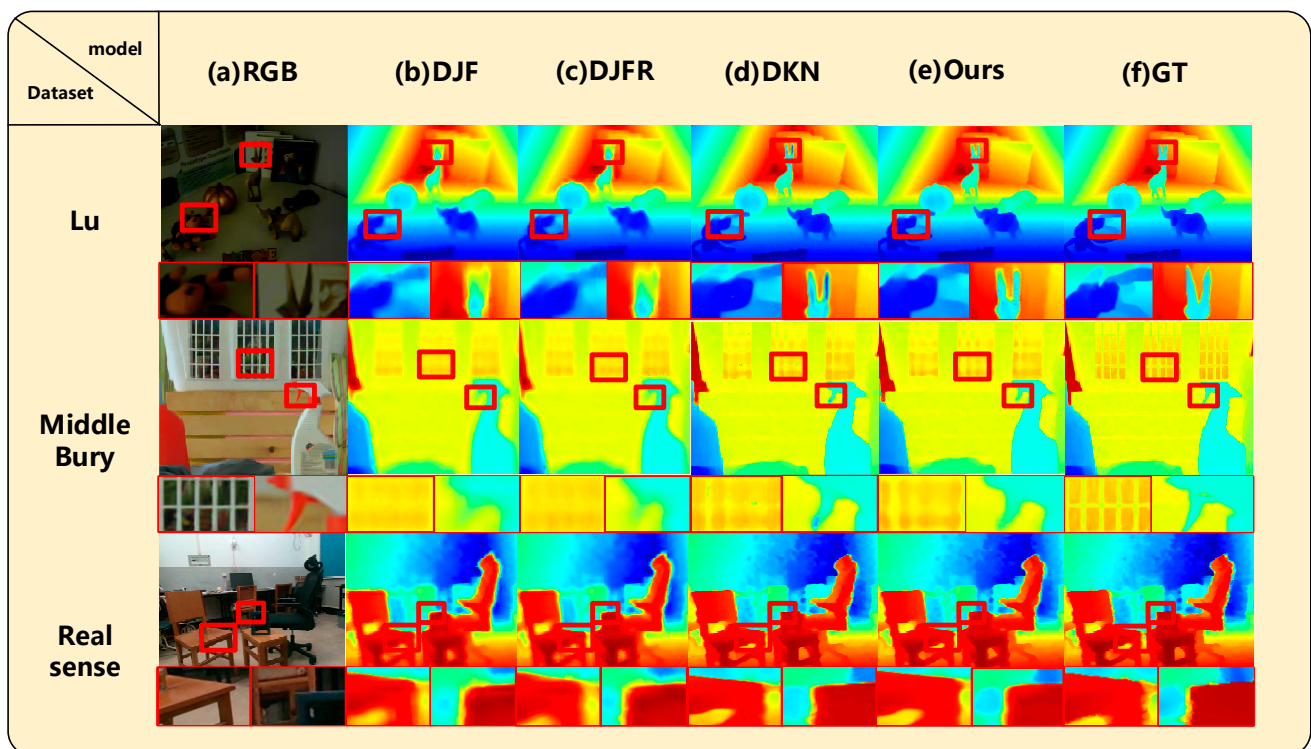 model
Dataset
(a)RGB
(b)DJF
(c)DJFR
(d)DKN
(e)Ours
(f)GT
Lu
Middle
Bury
Real
sense